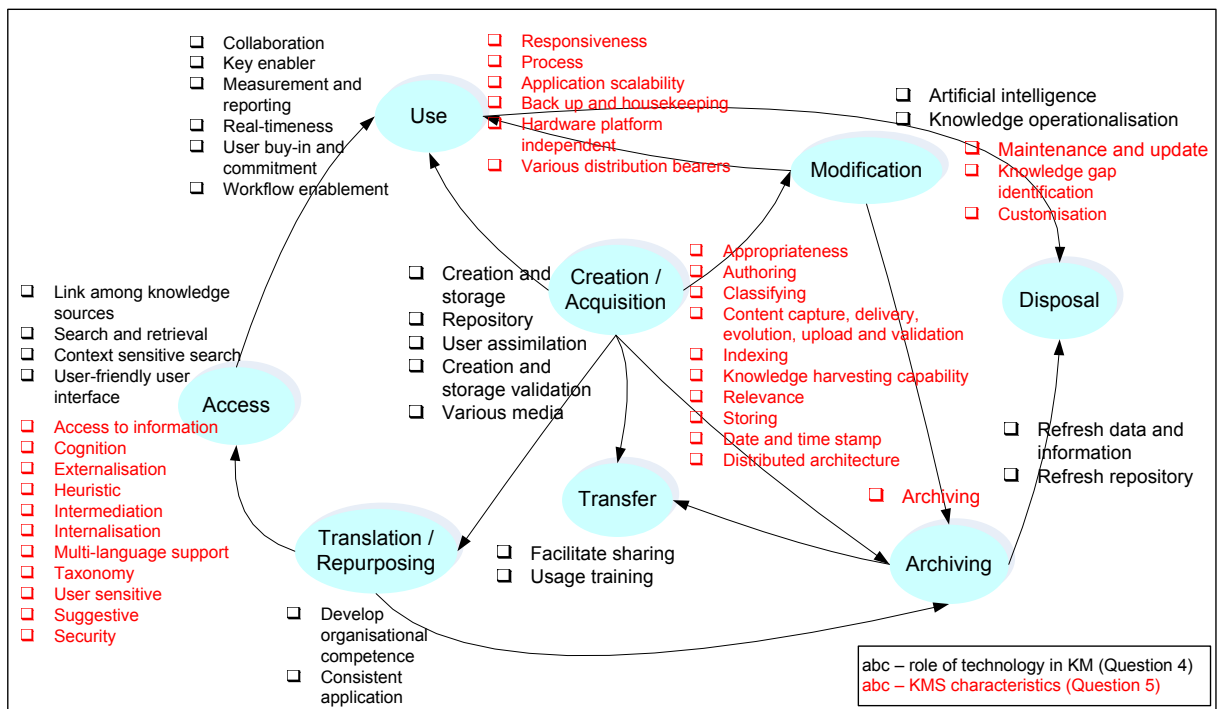 Collaboration
Key enabler
Measurement and
reporting
Real-timeness
User buy-in and
commitment
Workflow enablement
Use
Responsiveness
Process
Application scalability
Back up and housekeeping
Hardware platform
independent
Various distribution bearers
Modification
Artificial intelligence
Knowledge operationalisation
Maintenance and update
Knowledge gap
identification
Customisation
Link among knowledge
sources
Search and retrieval
Context sensitive search
User-friendly user
interface
Access
Access to information
Cognition
Externalisation
Heuristic
Intermediation
Internalisation
Multi-language support
Taxonomy
User sensitive
Suggestive
Security
Creation and
storage
Repository
User assimilation
Creation and
storage validation
Various media
Creation /
Acquisition
Appropriateness
Authoring
Classifying
Content capture, delivery,
evolution, upload and validation
Indexing
Knowledge harvesting capability
Relevance
Storing
Date and time stamp
Distributed architecture
Disposal
Refresh data and
information
Refresh repository
Translation /
Repurposing
Develop
organisational
competence
Consistent
application
Transfer
Facilitate sharing
Usage training
Archiving
Archiving
abc – role of technology in KM (Question 4)
abc – KMS characteristics (Question 5)